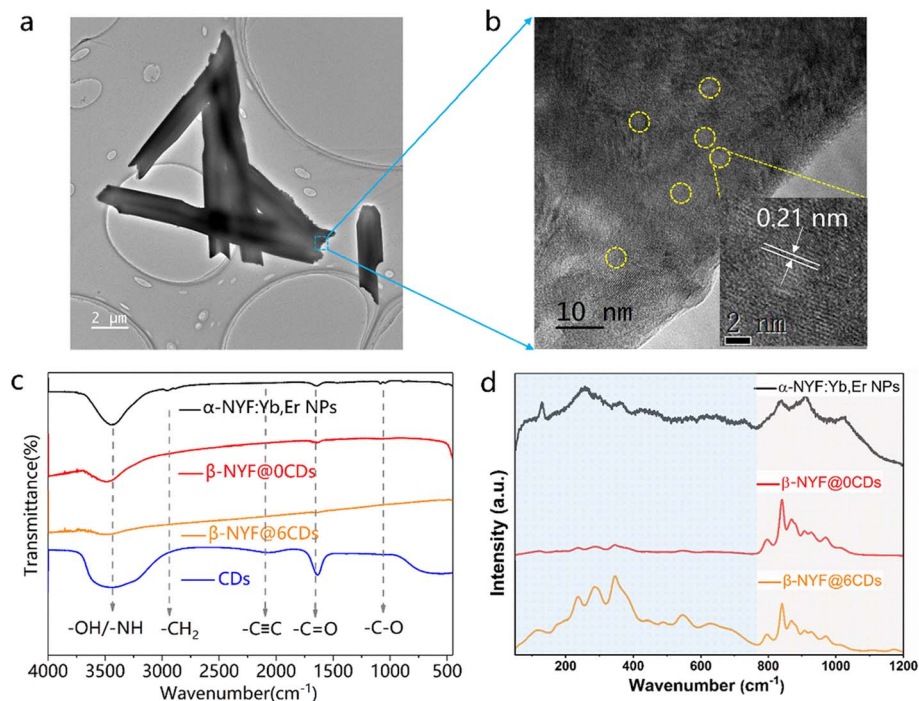 a
2 μm
b
0.21 nm
10 nm
2 nm
c
Transmittance(%)
α-NYF:Yb,Er NPs
β-NYF@0CDs
β-NYF@6CDs
CDs
-OH/-NH
-CH₂
-C≡C
-C=O
-C-O
4000 3500 3000 2500 2000 1500 1000 500
Wavenumber(cm⁻¹)
d
Intensity (a.u.)
α-NYF:Yb,Er NPs
β-NYF@0CDs
β-NYF@6CDs
200 400 600 800 1000 1200
Wavenumber (cm⁻¹)